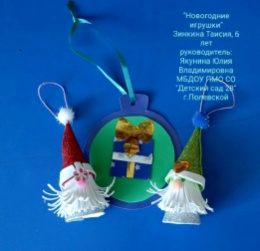 "Новогодние
игрушки"
Зинкина Таисия, 6
лет
руководитель:
Якунина Юлия
Владимировна
МБДОУ ПМО СО
"Детский сад 28"
г.Полевской